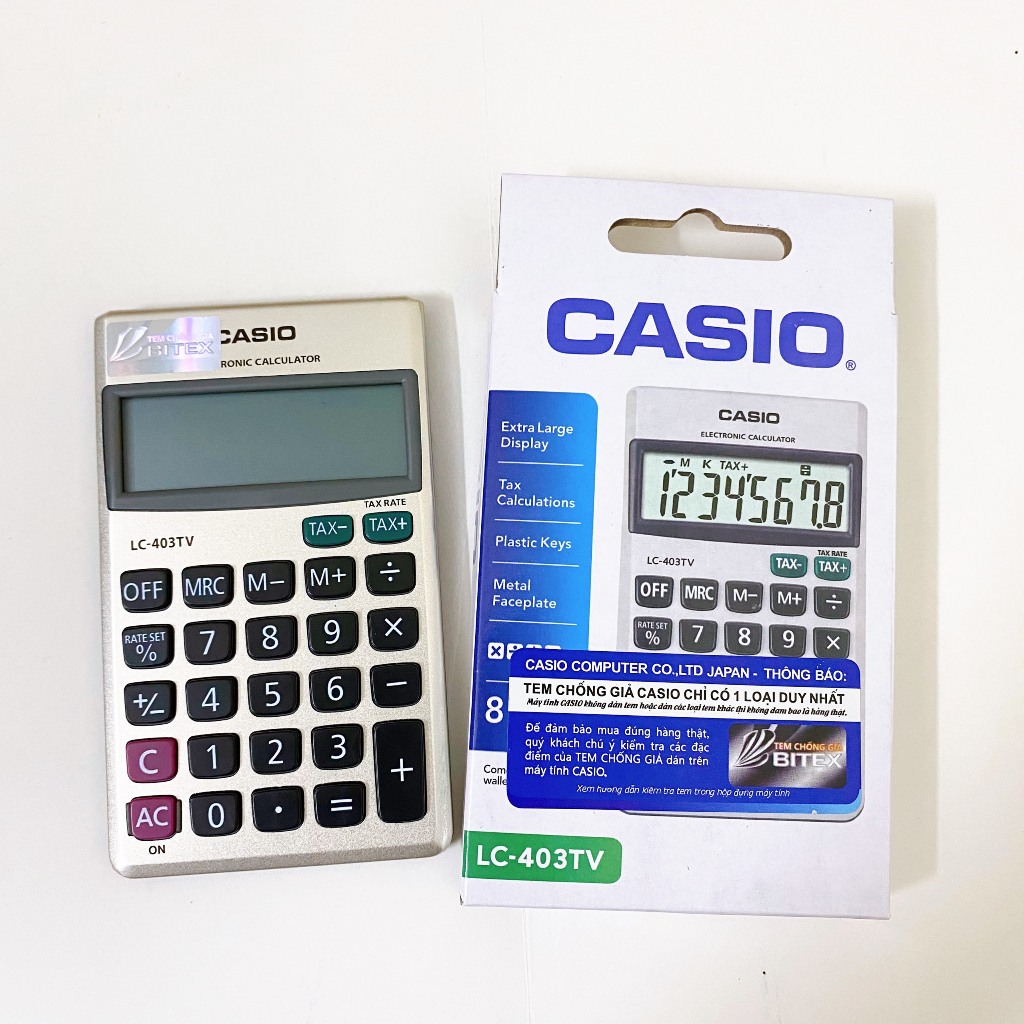 CASIO
TEM CHỐNG GIẢ
BITEX
RONIC CALCULATOR
TAX RATE
TAX− TAX+
LC-403TV
OFF MRC M− M+ ÷
RATE SET
% 7 8 9 ×
+/− 4 5 6 −
C 1 2 3 +
AC 0 · =
ON
CASIO®
Extra Large
Display
Tax
Calculations
Plastic Keys
Metal
Faceplate
8
CASIO
ELECTRONIC CALCULATOR
− M K TAX+
1'234'567.8
LC-403TV
TAX RATE
TAX− TAX+
OFF MRC M− M+ ÷
RATE SET
% 7 8 9 ×
CASIO COMPUTER CO.,LTD JAPAN - THÔNG BÁO:
TEM CHỐNG GIẢ CASIO CHỈ CÓ 1 LOẠI DUY NHẤT
Máy tính CASIO không dán tem hoặc dán các loại tem khác thì không đảm bảo là hàng thật.
Để đảm bảo mua đúng hàng thật,
quý khách chú ý kiểm tra các đặc
điểm của TEM CHỐNG GIẢ dán trên
máy tính CASIO.
TEM CHỐNG GIẢ
BITEX
Xem hướng dẫn kiểm tra tem trong hộp đựng máy tính
LC-403TV